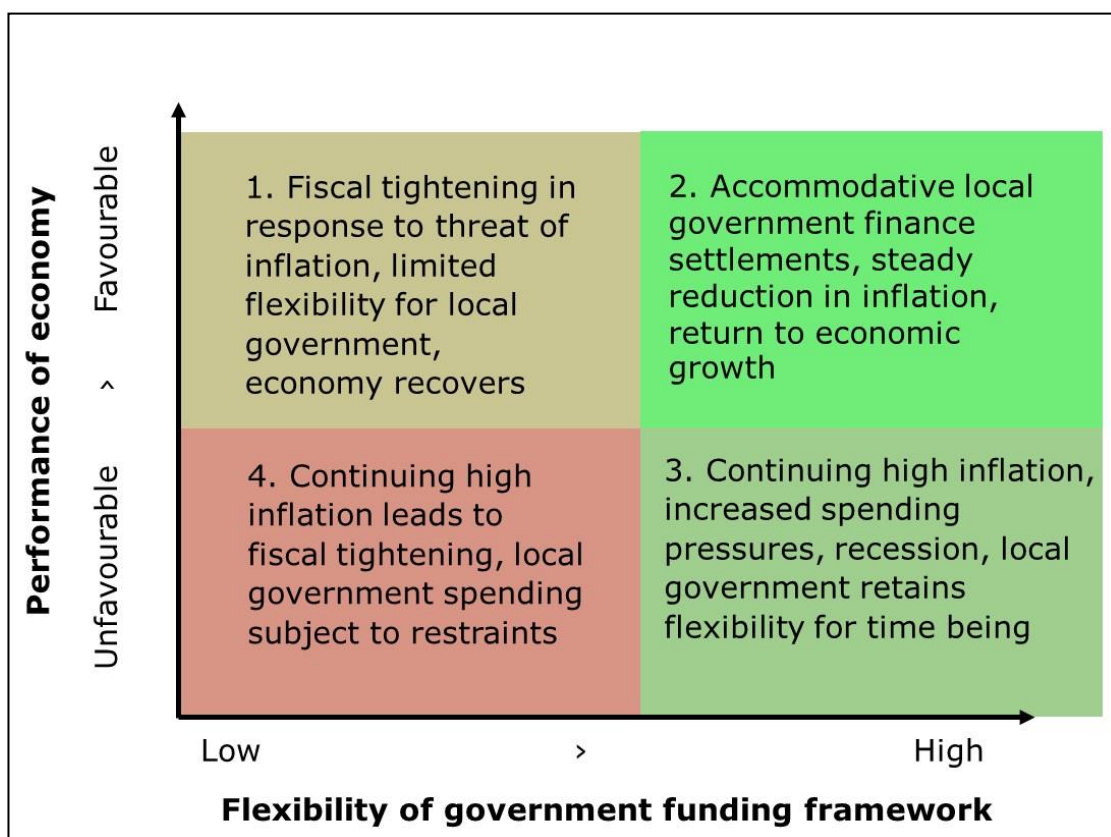 Performance of economy
Unfavourable
>
Favourable
1. Fiscal tightening in
response to threat of
inflation, limited
flexibility for local
government,
economy recovers
2. Accommodative local
government finance
settlements, steady
reduction in inflation,
return to economic
growth
4. Continuing high
inflation leads to
fiscal tightening, local
government spending
subject to restraints
3. Continuing high inflation,
increased spending
pressures, recession, local
government retains
flexibility for time being
Low
>
High
Flexibility of government funding framework